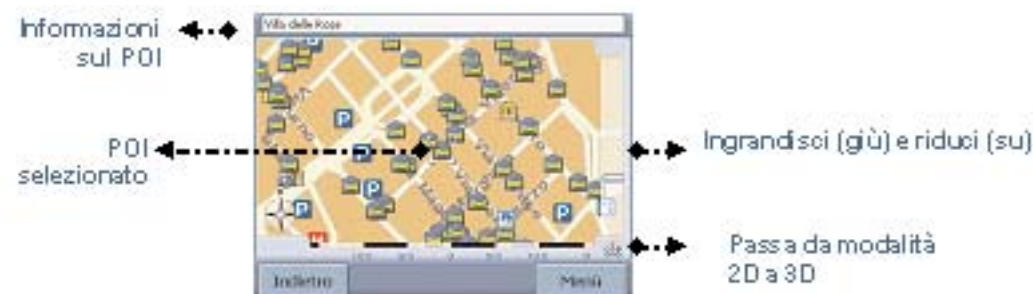 Informazioni
sul POI
Villa delle Rose
POI
selezionato
Ingrandisci (giù) e riduci (su)
Passa da modalità
2D a 3D
Indietro
Menù